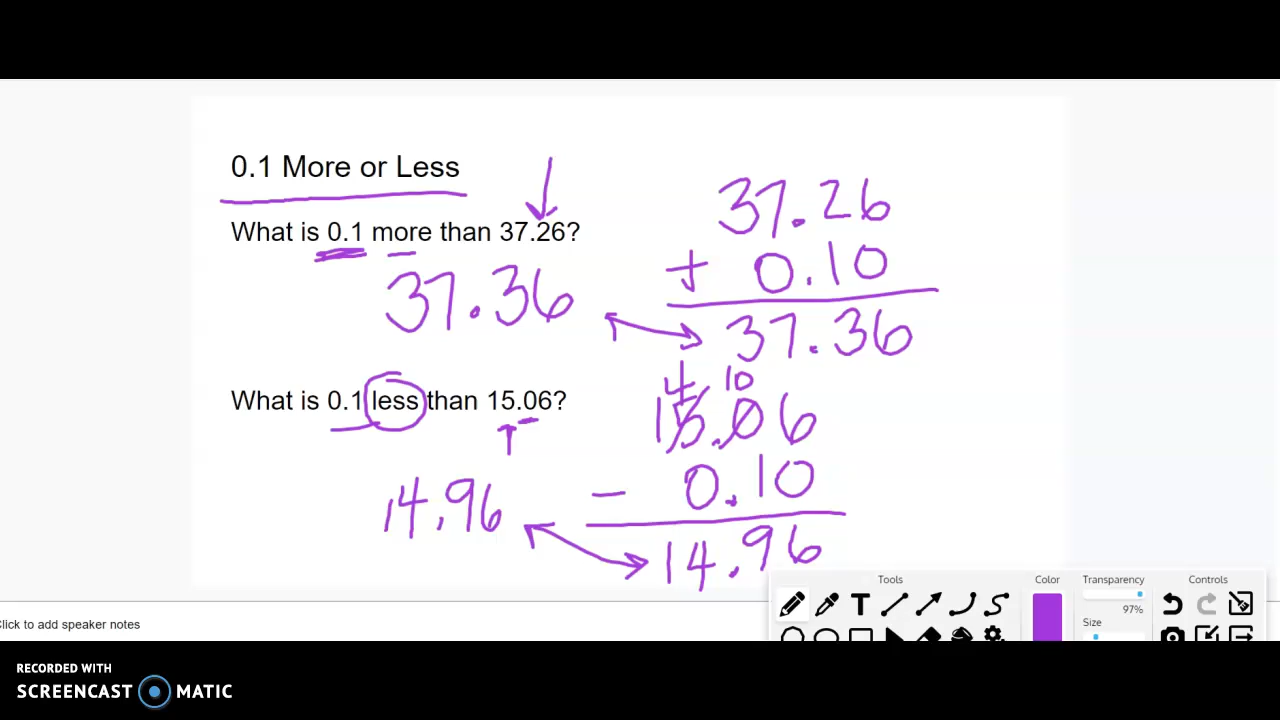 0.1 More or Less
What is 0.1 more than 37.26?
37.36
37.26
+ 0.10
37.36
What is 0.1 less than 15.06?
14.96
4 10
15.06
- 0.10
14.96
Tools
Color
Transparency
Controls
T
97%
Size
Click to add speaker notes
RECORDED WITH
SCREENCAST MATIC